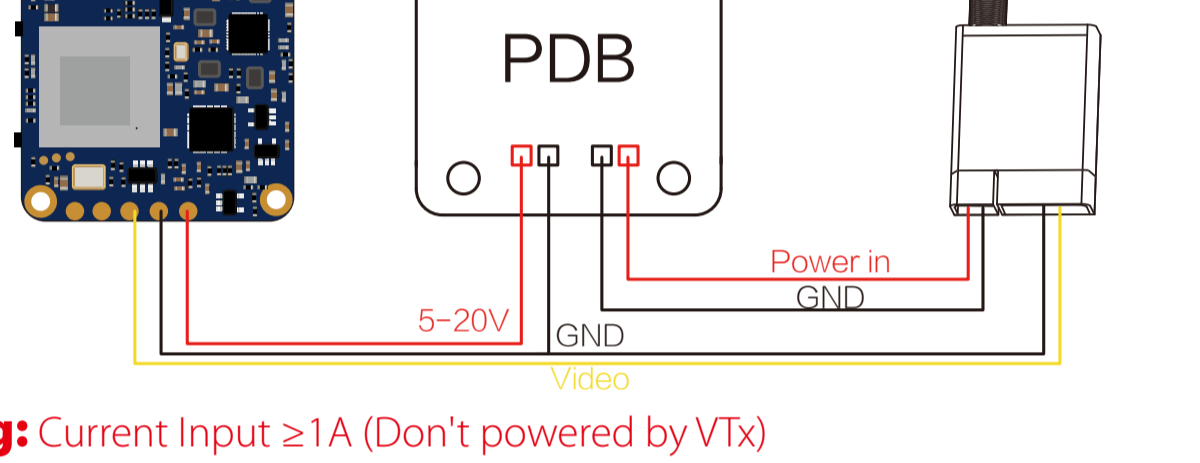 PDB
Power in
GND
5-20V
GND
Video
g: Current Input ≥1A (Don't powered by VTx)